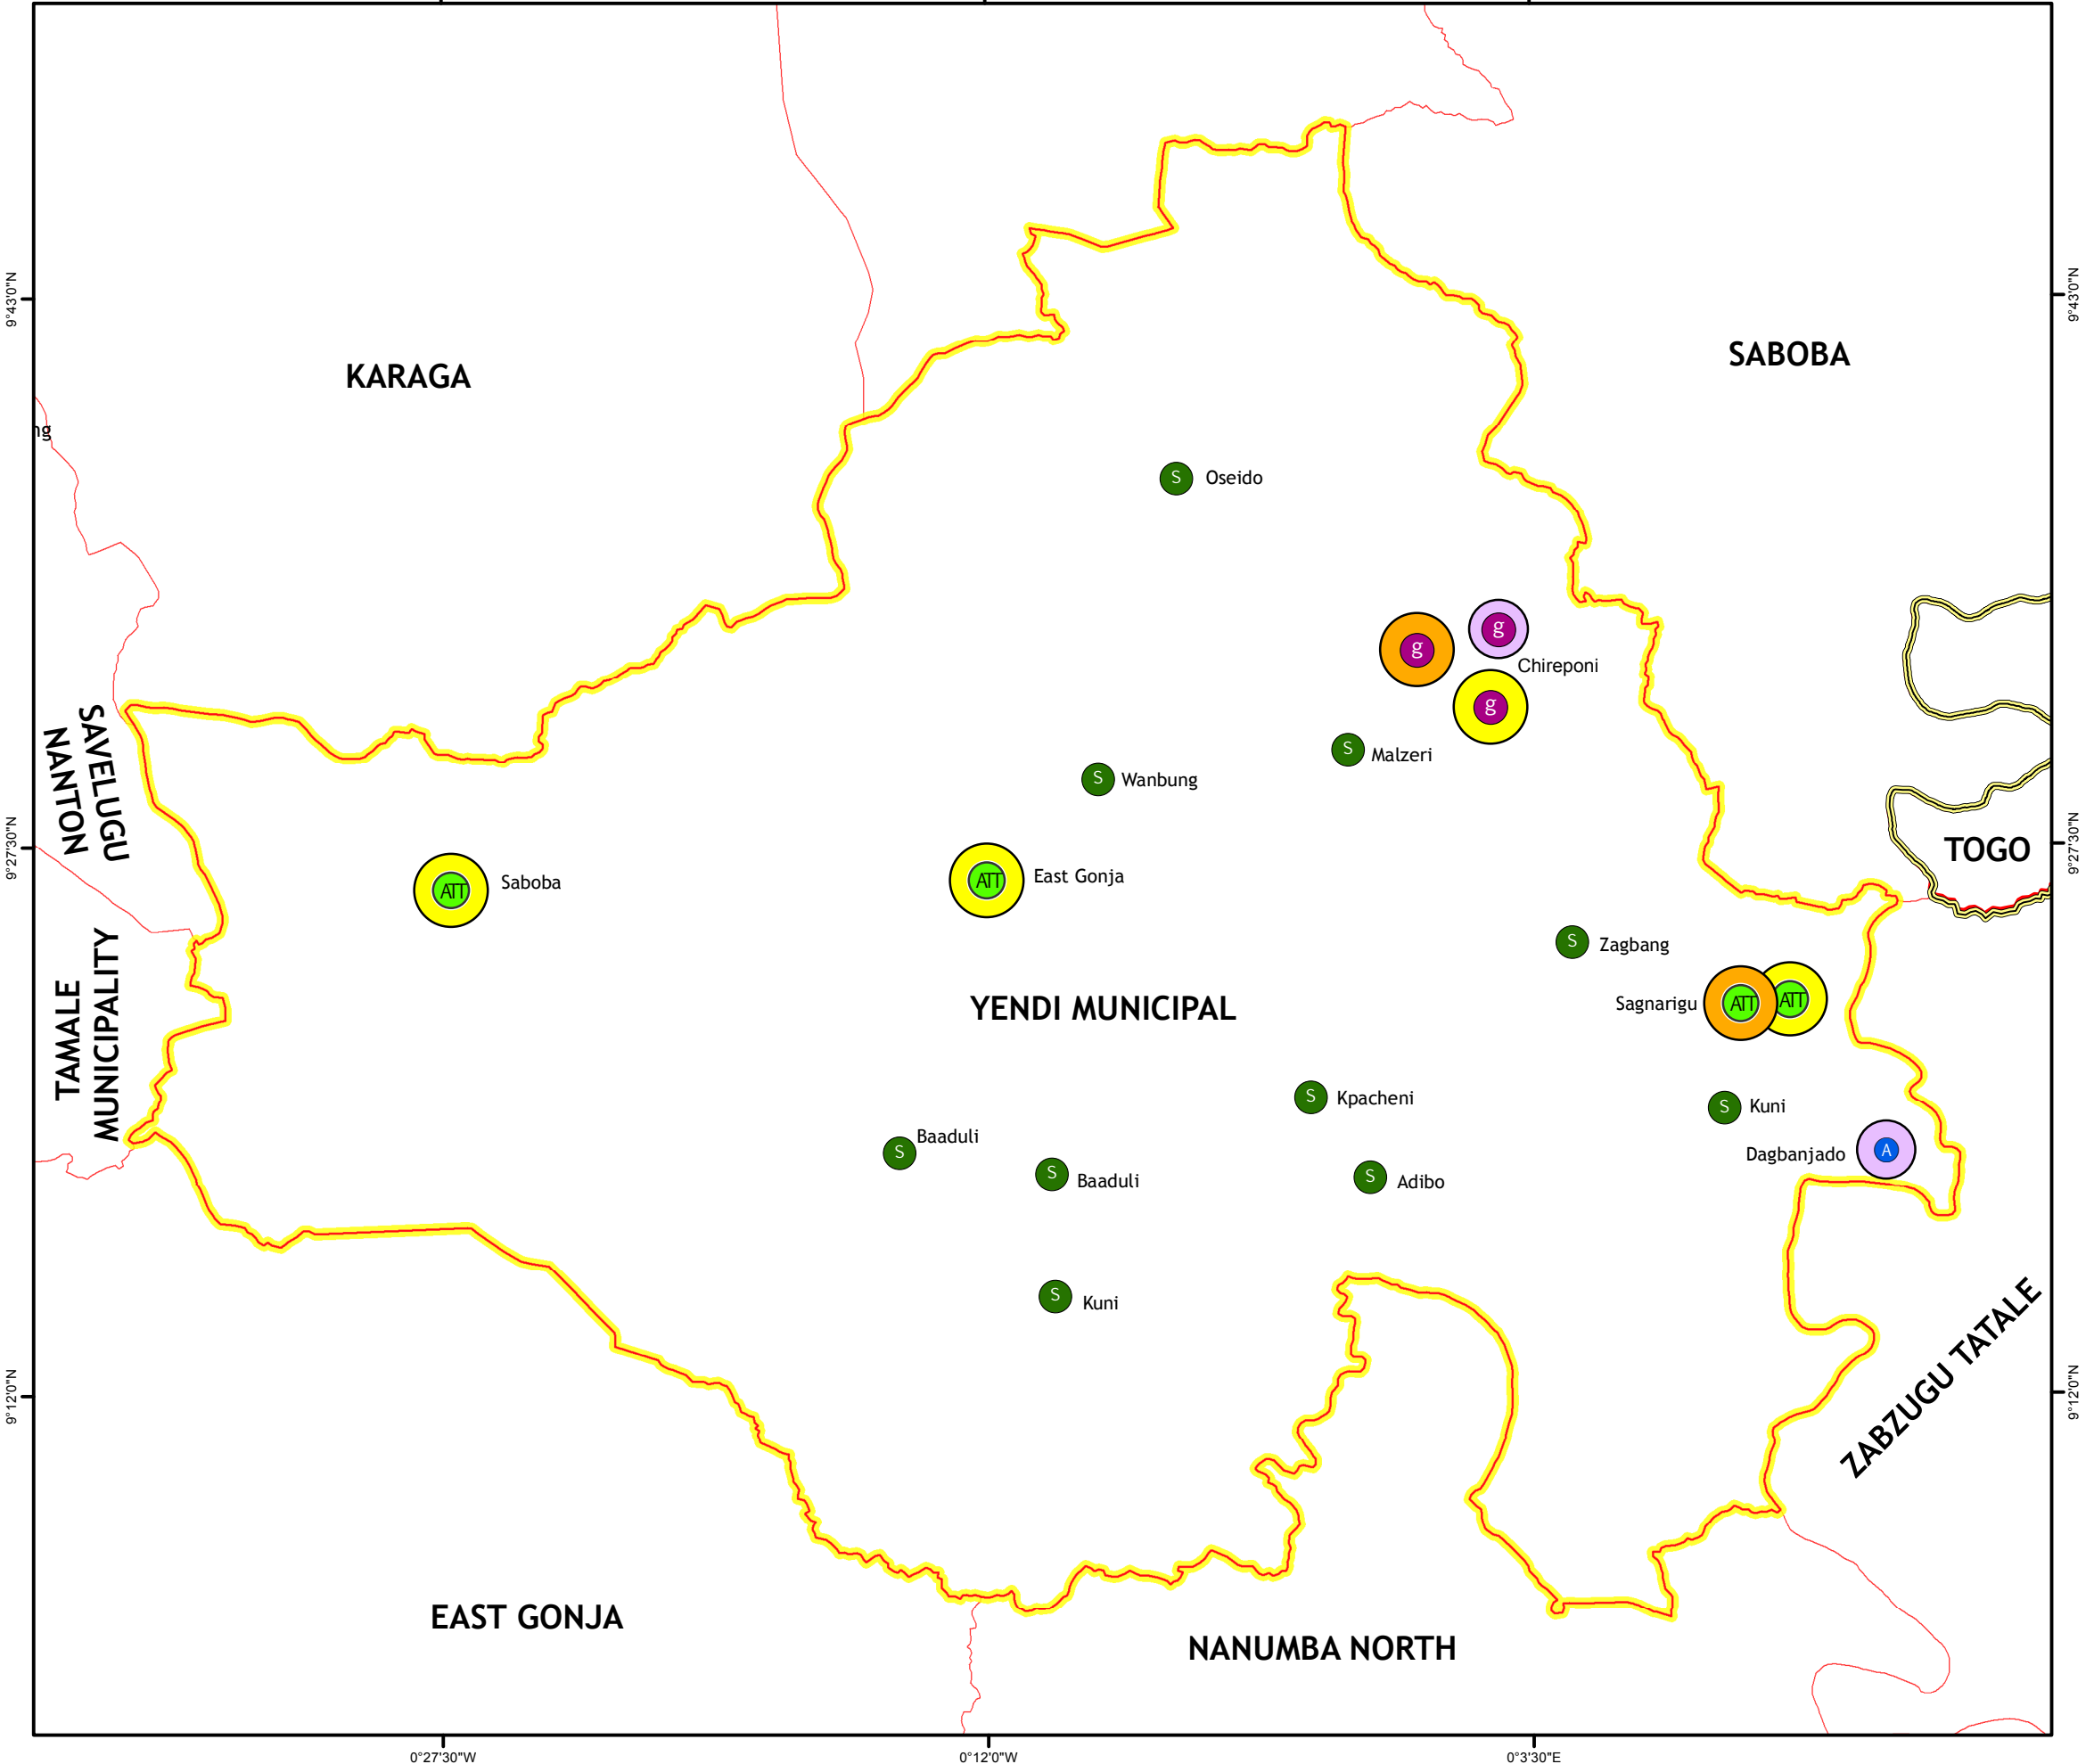 KARAGA
SABOBA
ng
9°43'0"N
9°43'0"N
S Oseido
g
g
Chireponi
g
S Malzeri
S Wanbung
SAVELUGU
NANTON
9°27'30"N
9°27'30"N
TOGO
ATT Saboba
ATT East Gonja
S Zagbang
Sagnarigu ATT ATT
YENDI MUNICIPAL
TAMALE
MUNICIPALITY
S Kpacheni
S Kuni
S Baaduli
Dagbanjado A
S Baaduli
S Adibo
S Kuni
9°12'0"N
9°12'0"N
ZABZUGU TATALE
EAST GONJA
NANUMBA NORTH
0°27'30"W
0°12'0"W
0°3'30"E